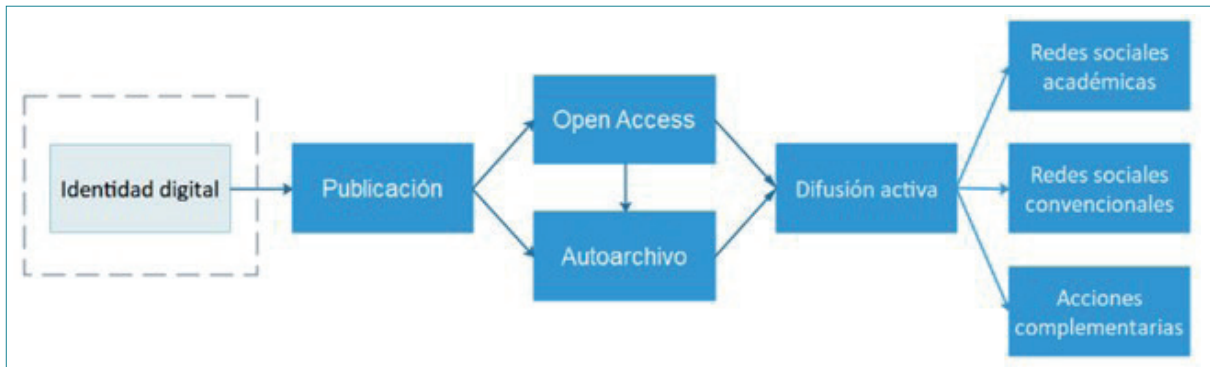 Identidad digital
Publicación
Open Access
Autoarchivo
Difusión activa
Redes sociales
académicas
Redes sociales
convencionales
Acciones
complementarias